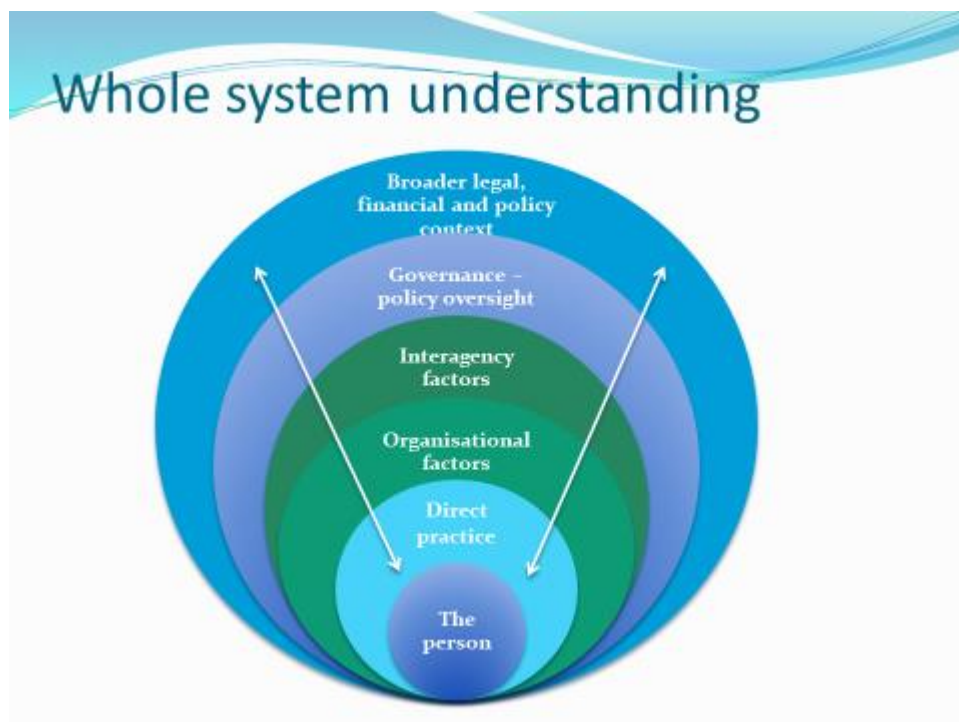 Whole system understanding
Broader legal,
financial and policy
context
Governance –
policy oversight
Interagency
factors
Organisational
factors
Direct
practice
The
person